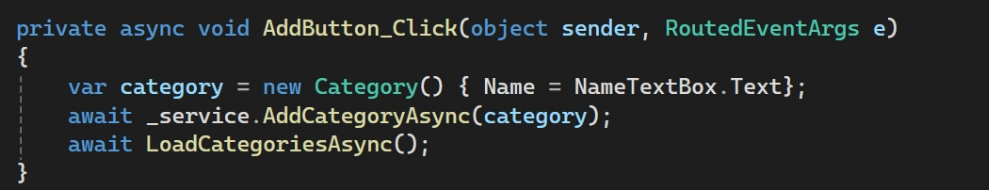 private async void AddButton_Click(object sender, RoutedEventArgs e)
{
    var category = new Category() { Name = NameTextBox.Text};
    await _service.AddCategoryAsync(category);
    await LoadCategoriesAsync();
}